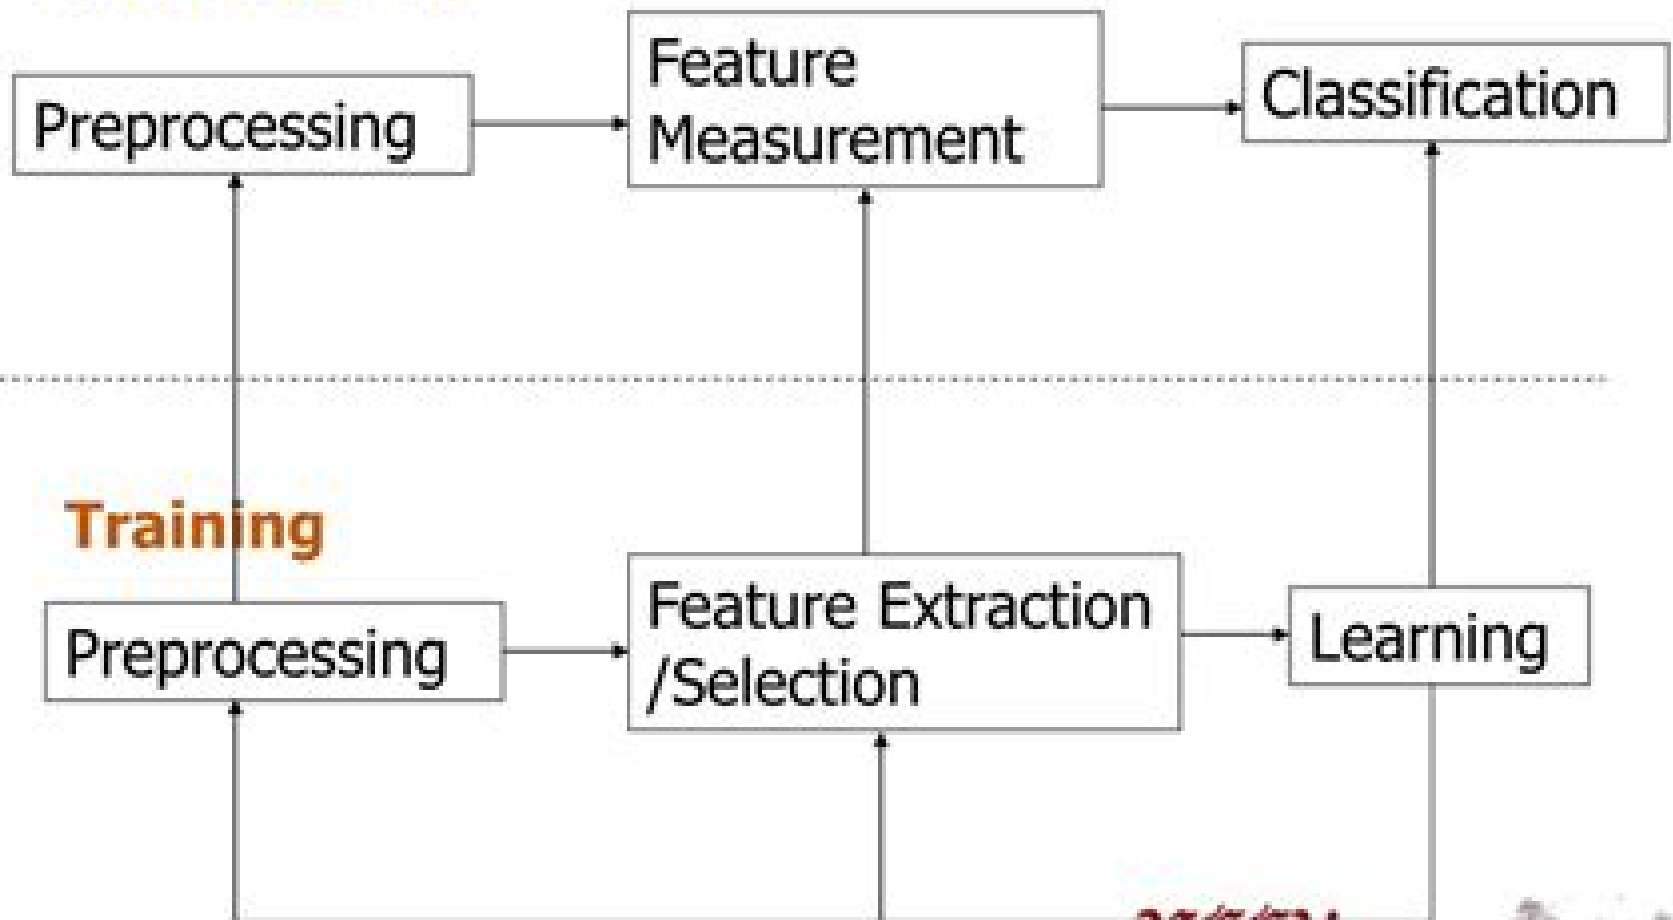 Preprocessing
Feature
Measurement
Classification
Training
Preprocessing
Feature Extraction
/Selection
Learning